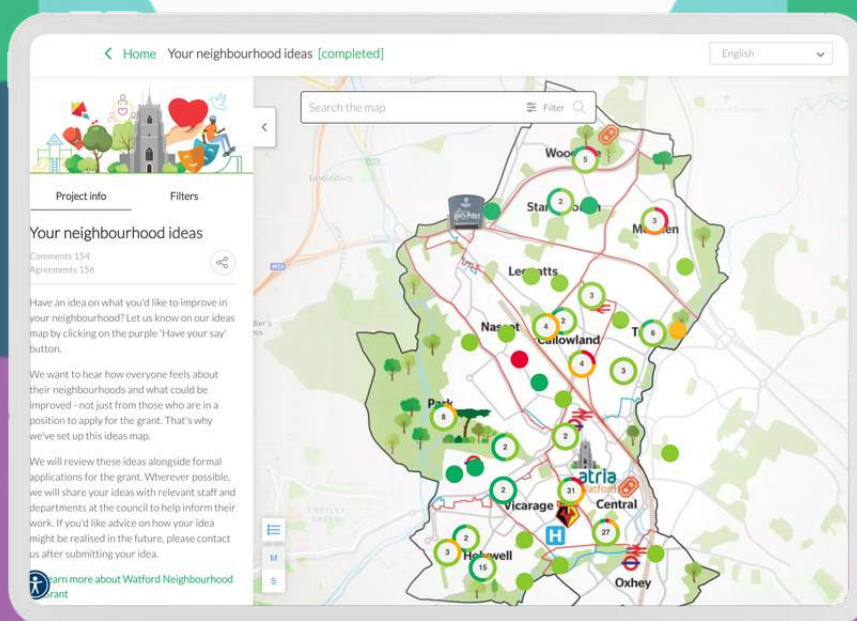 Home Your neighbourhood ideas [completed]
English
Search the map
Filter
Project info
Filters
Your neighbourhood ideas
Comments 154
Agreements 156
Have an idea on what you'd like to improve in
your neighbourhood? Let us know on our ideas
map by clicking on the purple 'Have your say'
button.
We want to hear how everyone feels about
their neighbourhoods and what could be
improved - not just from those who are in a
position to apply for the grant. That's why
we've set up this ideas map.
We will review these ideas alongside formal
applications for the grant. Wherever possible,
we will share your ideas with relevant staff and
departments at the council to help inform their
work. If you'd like advice on how your idea
might be realised in the future, please contact
us after submitting your idea.
earn more about Watford Neighbourhood
rant
M
S
Langleybury
5
2
3
Leggatts
3
Nascot
4
2
Callowland
6
4
3
Park
8
2
2
atria
Watford
2
31
Vicarage
Central
H
27
2
3
Holywell
15
Oxhey
CROXLEY
GREEN